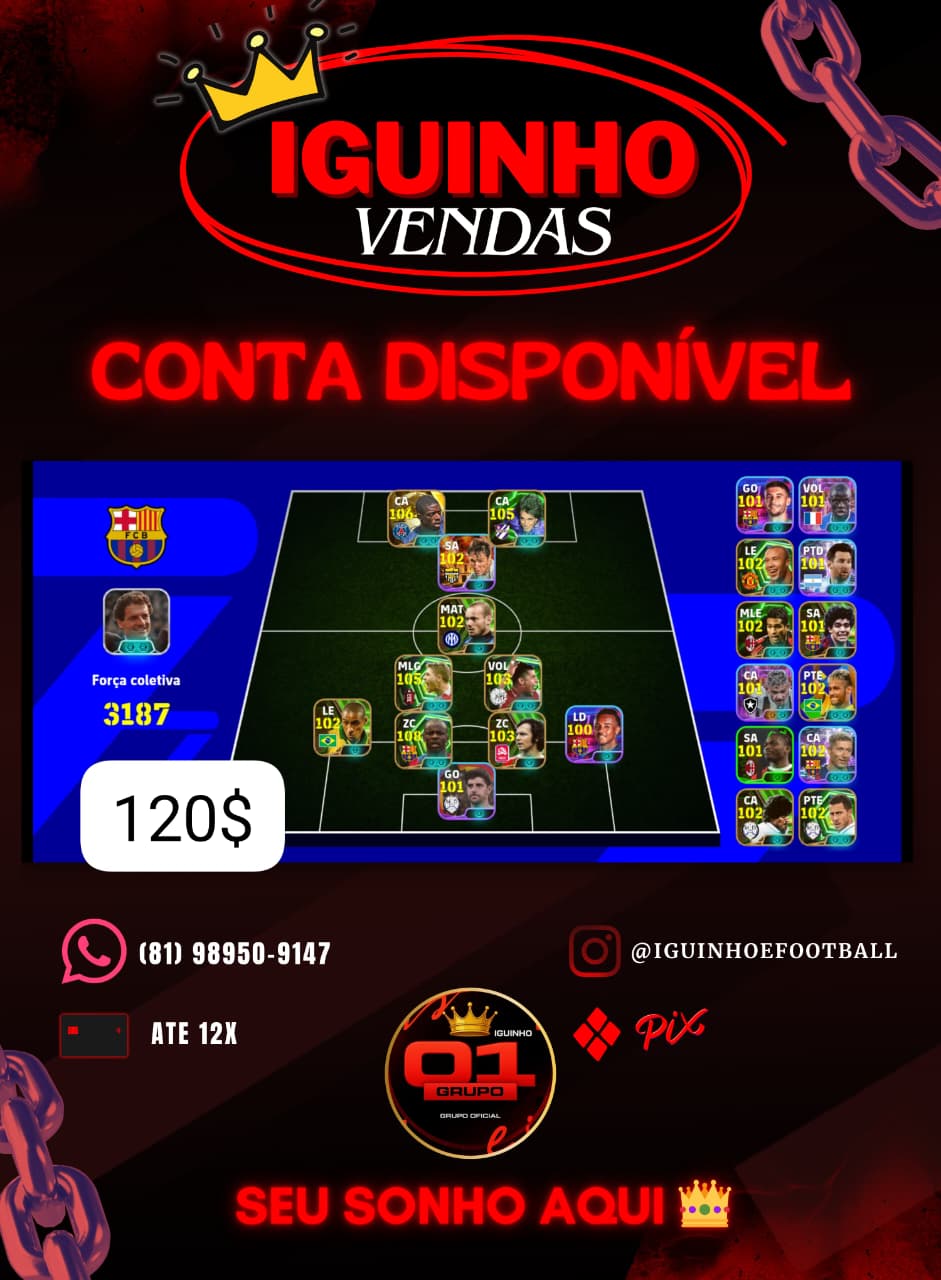 IGUINHO
VENDAS
CONTA DISPONÍVEL
FCB
Força coletiva
3187
120$
CA
106
CA
105
SA
102
MAT
102
MLG
105
VOL
103
LE
102
ZC
108
ZC
103
LD
100
GO
101
GO
101
VOL
101
LE
102
PTD
101
MLE
102
SA
101
CA
101
PTE
102
SA
101
CA
102
CA
102
PTE
102
(81) 98950-9147
@IGUINHOEFOOTBALL
ATE 12X
PIX
IGUINHO
01
GRUPO
GRUPO OFICIAL
SEU SONHO AQUI